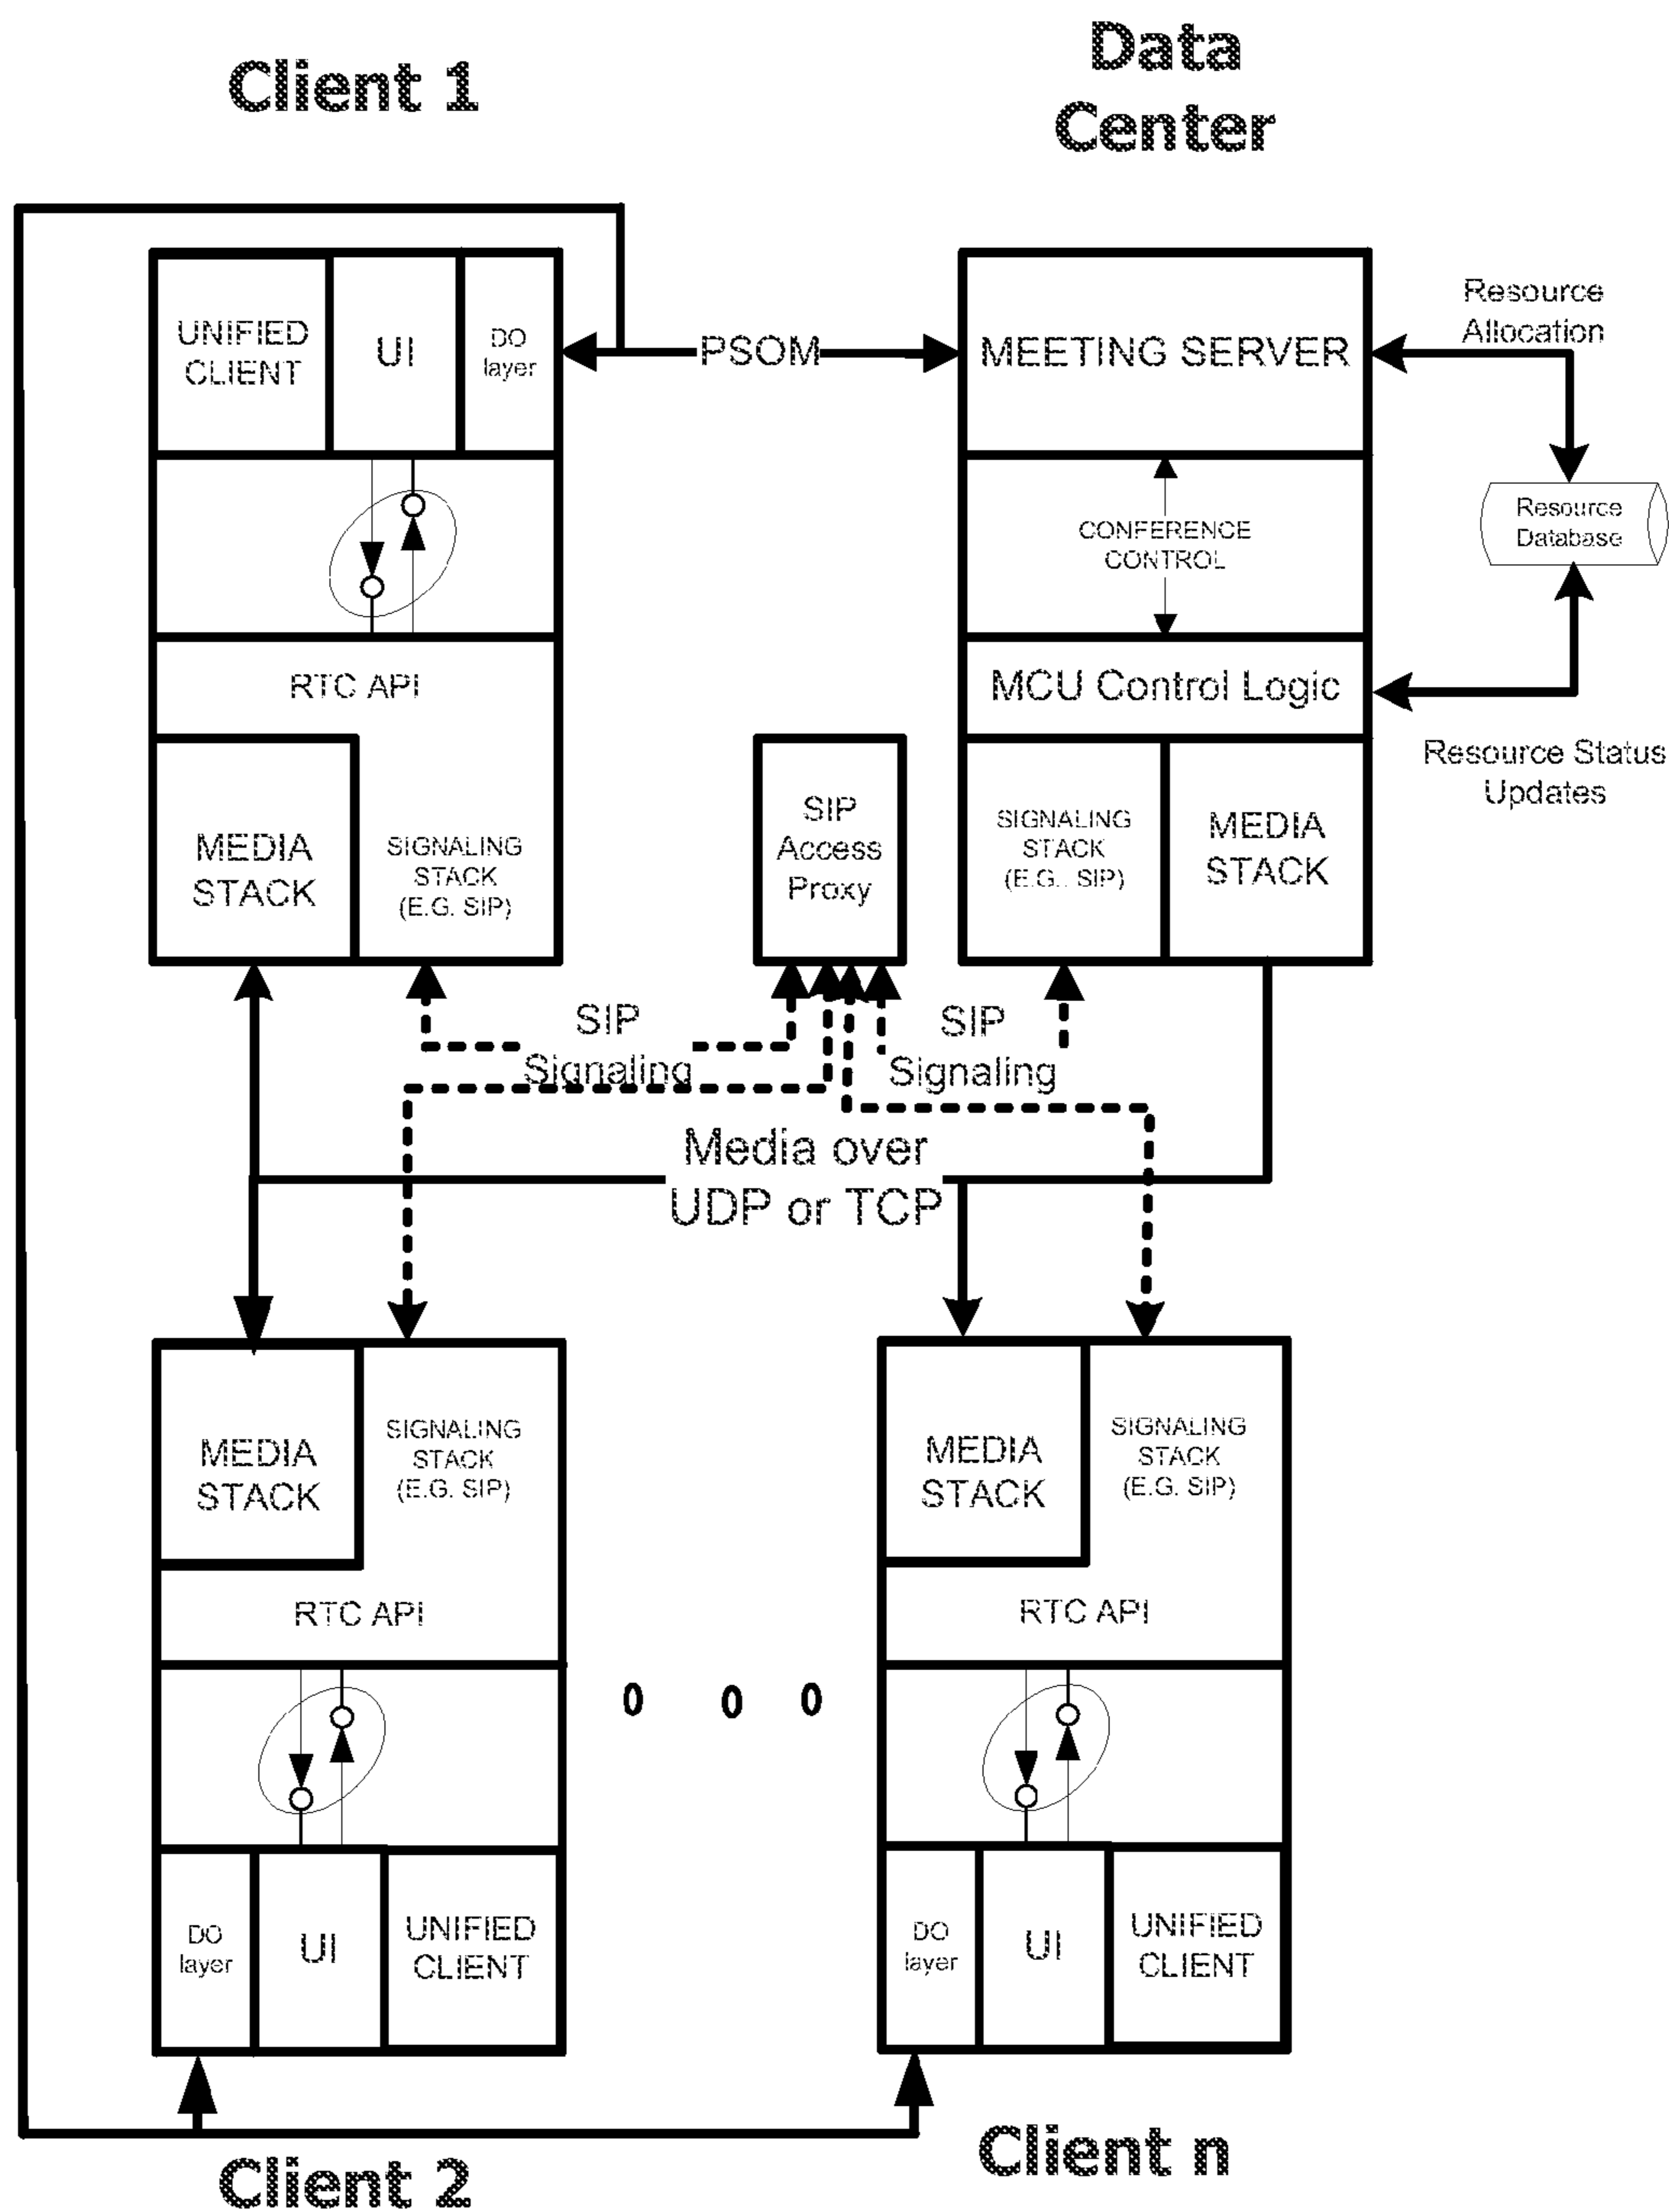 Client 1
Data
Center
UNIFIED
CLIENT
UI
DO
layer
PSOM
MEETING SERVER
Resource
Allocation
CONFERENCE
CONTROL
Resource
Database
RTC API
MCU Control Logic
Resource Status
Updates
MEDIA
STACK
SIGNALING
STACK
(E.G. SIP)
SIP
Access
Proxy
SIGNALING
STACK
(E.G.. SIP)
MEDIA
STACK
SIP
Signaling
SIP
Signaling
Media over
UDP or TCP
MEDIA
STACK
SIGNALING
STACK
(E.G. SIP)
RTC API
MEDIA
STACK
SIGNALING
STACK
(E.G. SIP)
RTC API
0 0 0
DO
layer
UI
UNIFIED
CLIENT
DO
layer
UI
UNIFIED
CLIENT
Client 2
Client n